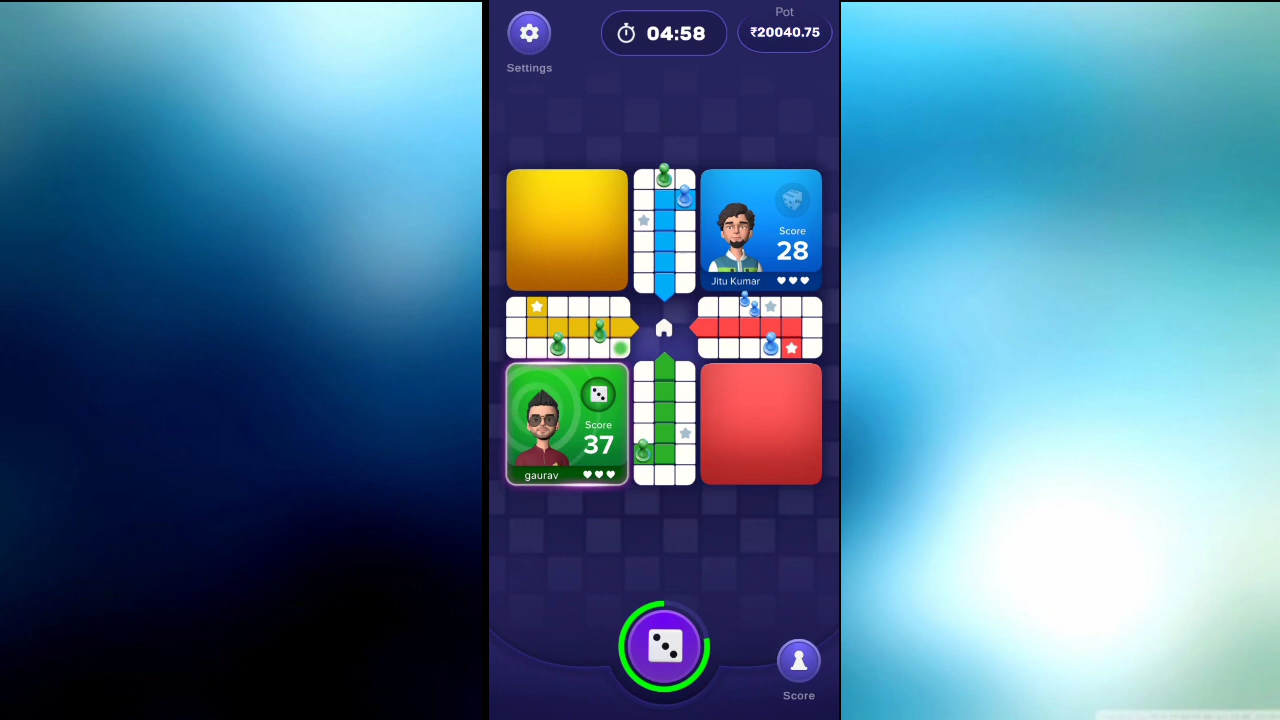 Pot
₹20040.75
04:58
Settings
Score
28
Jitu Kumar
Score
37
gaurav
Score